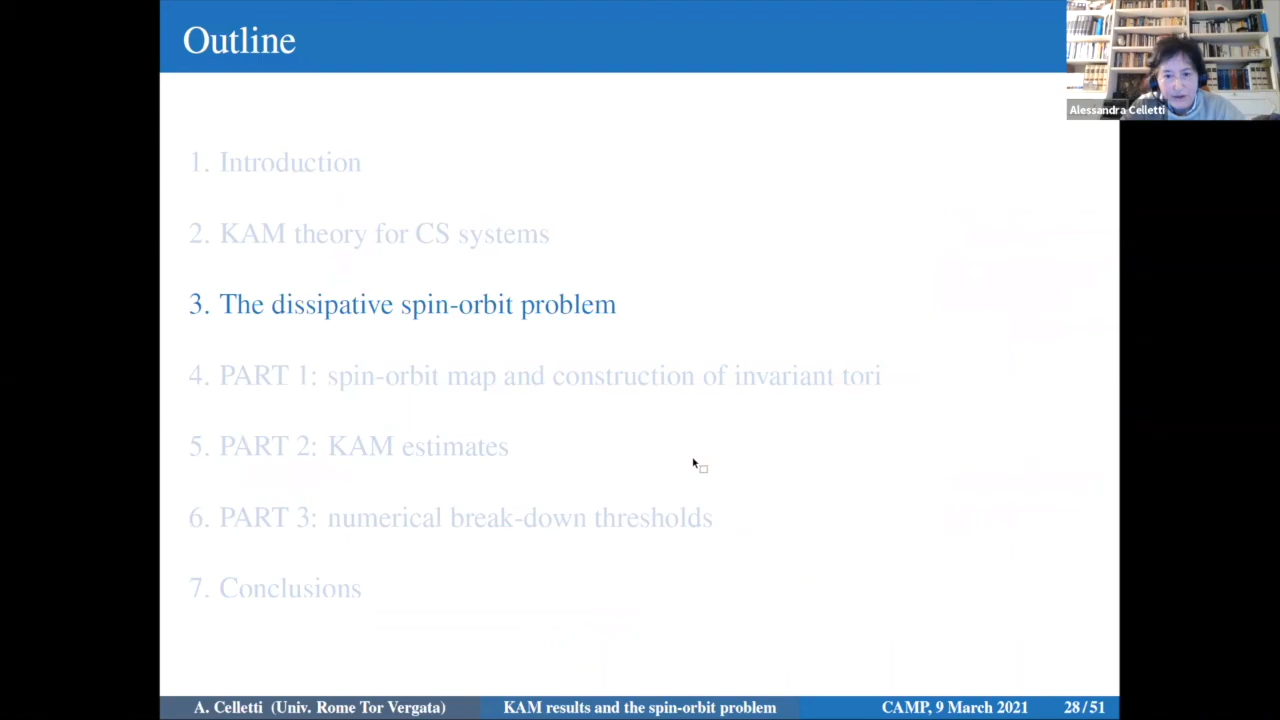 Outline
Alessandra Celletti
1. Introduction
2. KAM theory for CS systems
3. The dissipative spin-orbit problem
4. PART 1: spin-orbit map and construction of invariant tori
5. PART 2: KAM estimates
6. PART 3: numerical break-down thresholds
7. Conclusions
A. Celletti (Univ. Rome Tor Vergata) KAM results and the spin-orbit problem CAMP, 9 March 2021 28 / 51